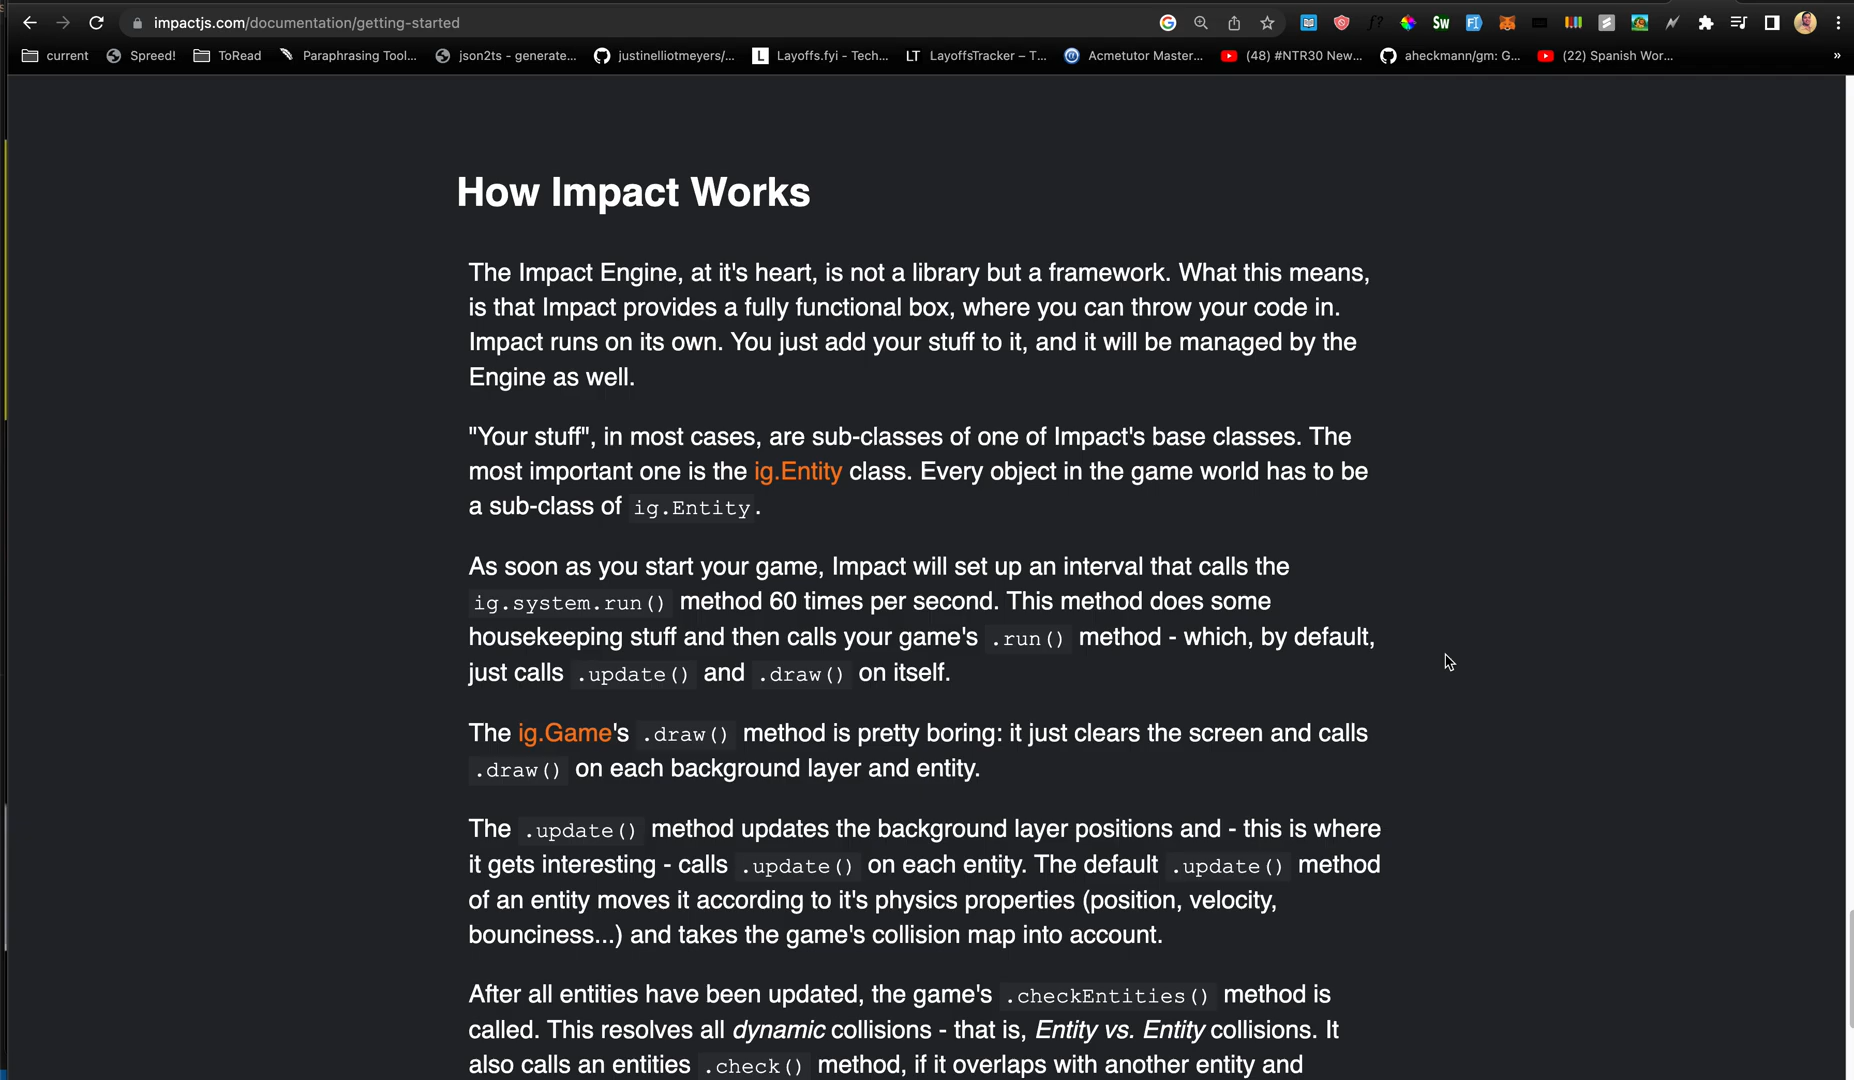 impactjs.com/documentation/getting-started
current Spreed! ToRead Paraphrasing Tool... json2ts - generate... justinelliotmeyers/... Layoffs.fyi - Tech... LayoffsTracker – T... Acmetutor Master... (48) #NTR30 New... aheckmann/gm: G... (22) Spanish Wor... »
How Impact Works
The Impact Engine, at it's heart, is not a library but a framework. What this means,
is that Impact provides a fully functional box, where you can throw your code in.
Impact runs on its own. You just add your stuff to it, and it will be managed by the
Engine as well.
"Your stuff", in most cases, are sub-classes of one of Impact's base classes. The
most important one is the ig.Entity class. Every object in the game world has to be
a sub-class of ig.Entity.
As soon as you start your game, Impact will set up an interval that calls the
ig.system.run() method 60 times per second. This method does some
housekeeping stuff and then calls your game's .run() method - which, by default,
just calls .update() and .draw() on itself.
The ig.Game's .draw() method is pretty boring: it just clears the screen and calls
.draw() on each background layer and entity.
The .update() method updates the background layer positions and - this is where
it gets interesting - calls .update() on each entity. The default .update() method
of an entity moves it according to it's physics properties (position, velocity,
bounciness...) and takes the game's collision map into account.
After all entities have been updated, the game's .checkEntities() method is
called. This resolves all dynamic collisions - that is, Entity vs. Entity collisions. It
also calls an entities .check() method, if it overlaps with another entity and